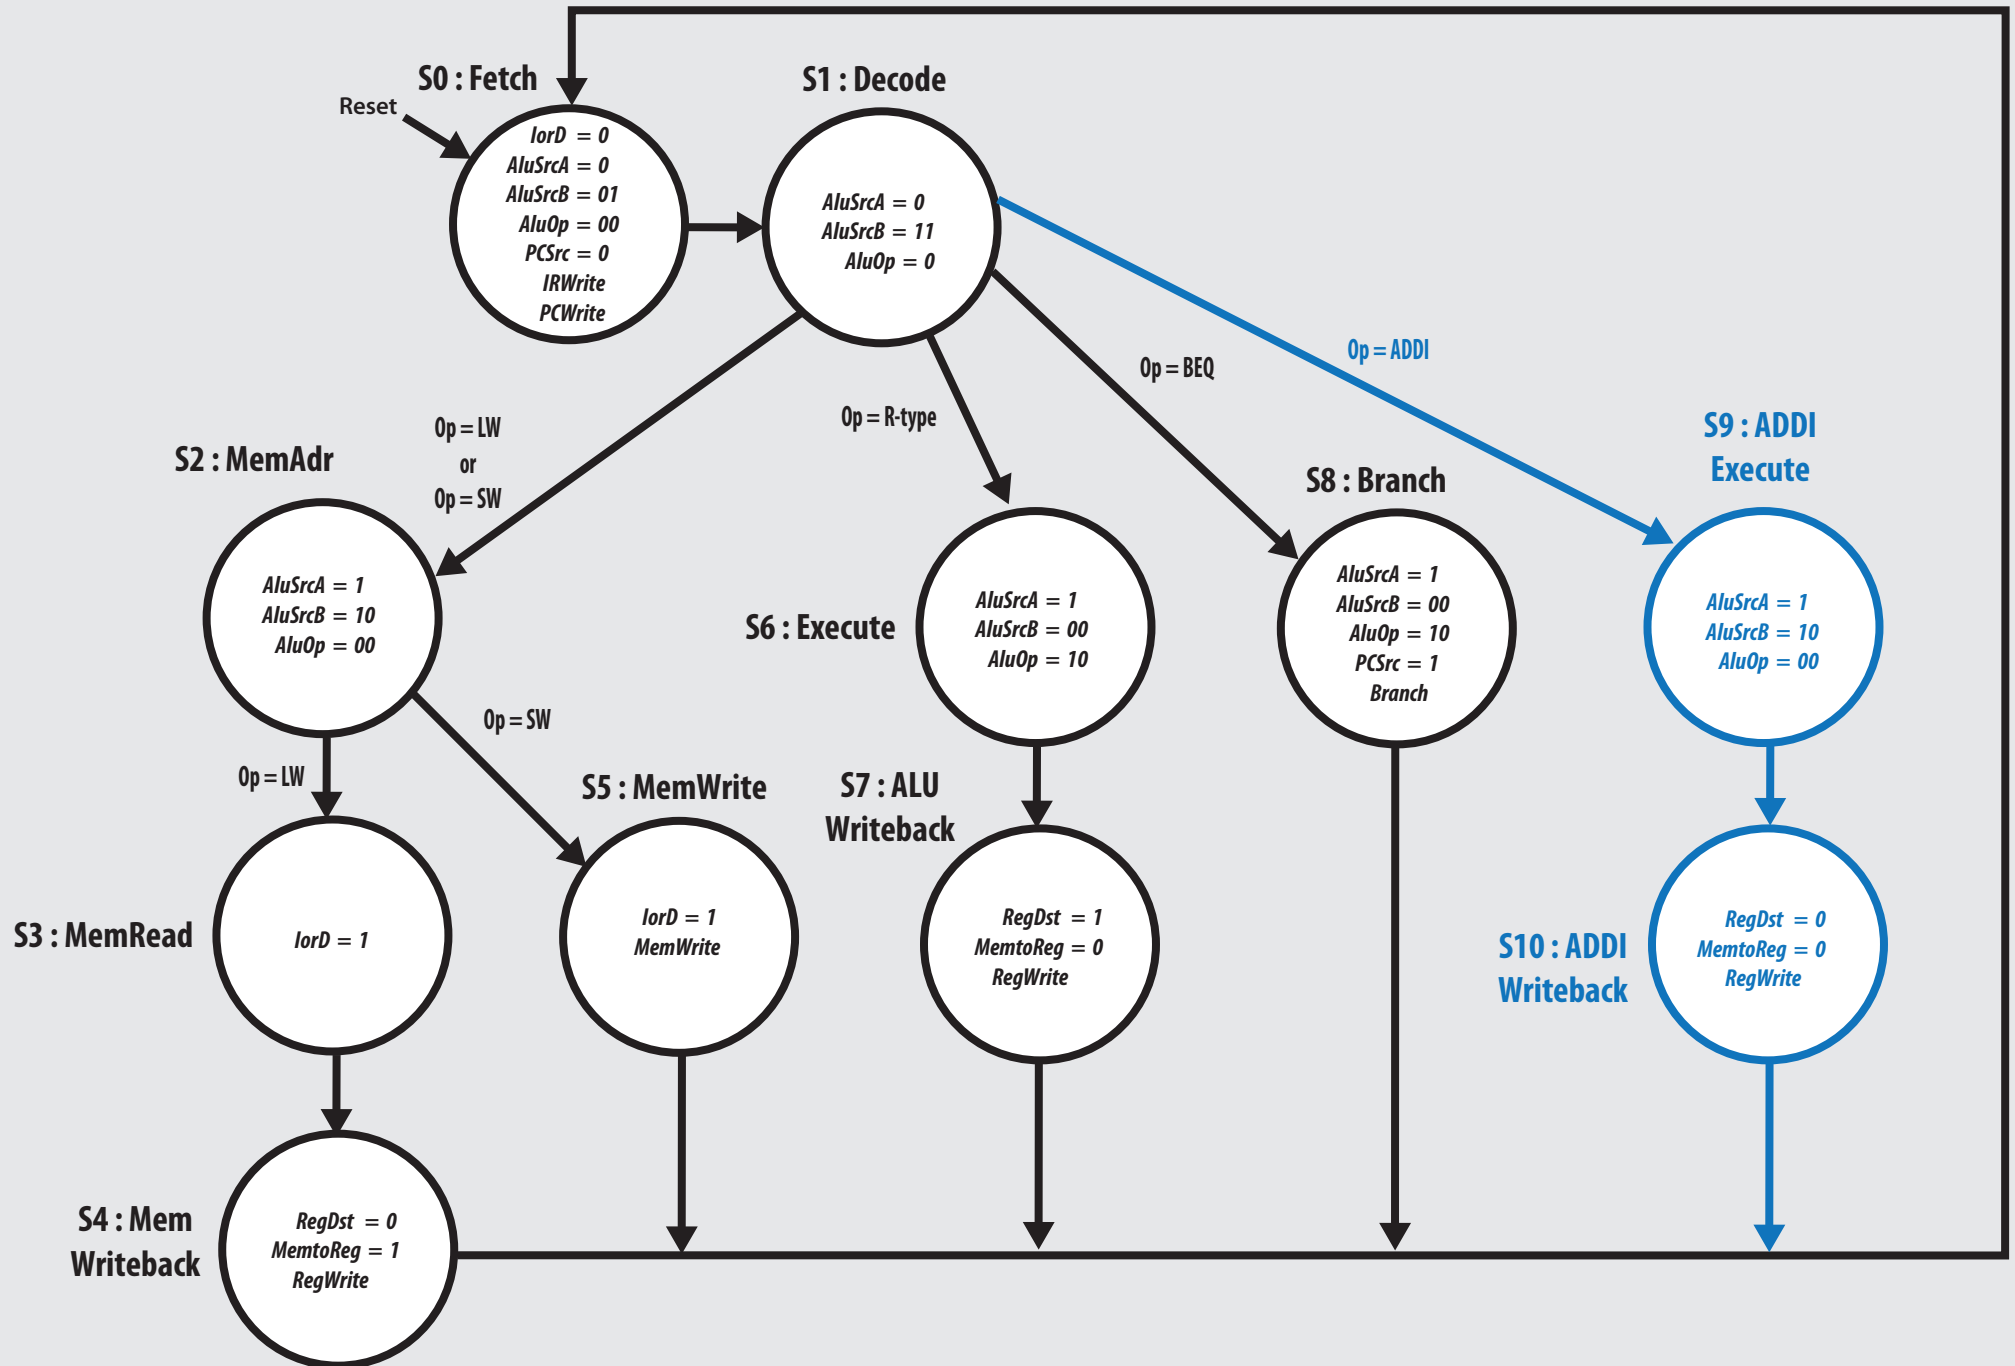 S0 : Fetch
Reset
IorD = 0
AluSrcA = 0
AluSrcB = 01
AluOp = 00
PCSrc = 0
IRWrite
PCWrite
S1 : Decode
AluSrcA = 0
AluSrcB = 11
AluOp = 0
Op = LW
or
Op = SW
Op = R-type
Op = BEQ
Op = ADDI
S2 : MemAdr
AluSrcA = 1
AluSrcB = 10
AluOp = 00
S6 : Execute
AluSrcA = 1
AluSrcB = 00
AluOp = 10
S8 : Branch
AluSrcA = 1
AluSrcB = 00
AluOp = 10
PCSrc = 1
Branch
S9 : ADDI
Execute
AluSrcA = 1
AluSrcB = 10
AluOp = 00
Op = LW
Op = SW
S3 : MemRead
IorD = 1
S5 : MemWrite
IorD = 1
MemWrite
S7 : ALU
Writeback
RegDst = 1
MemtoReg = 0
RegWrite
S10 : ADDI
Writeback
RegDst = 0
MemtoReg = 0
RegWrite
S4 : Mem
Writeback
RegDst = 0
MemtoReg = 1
RegWrite